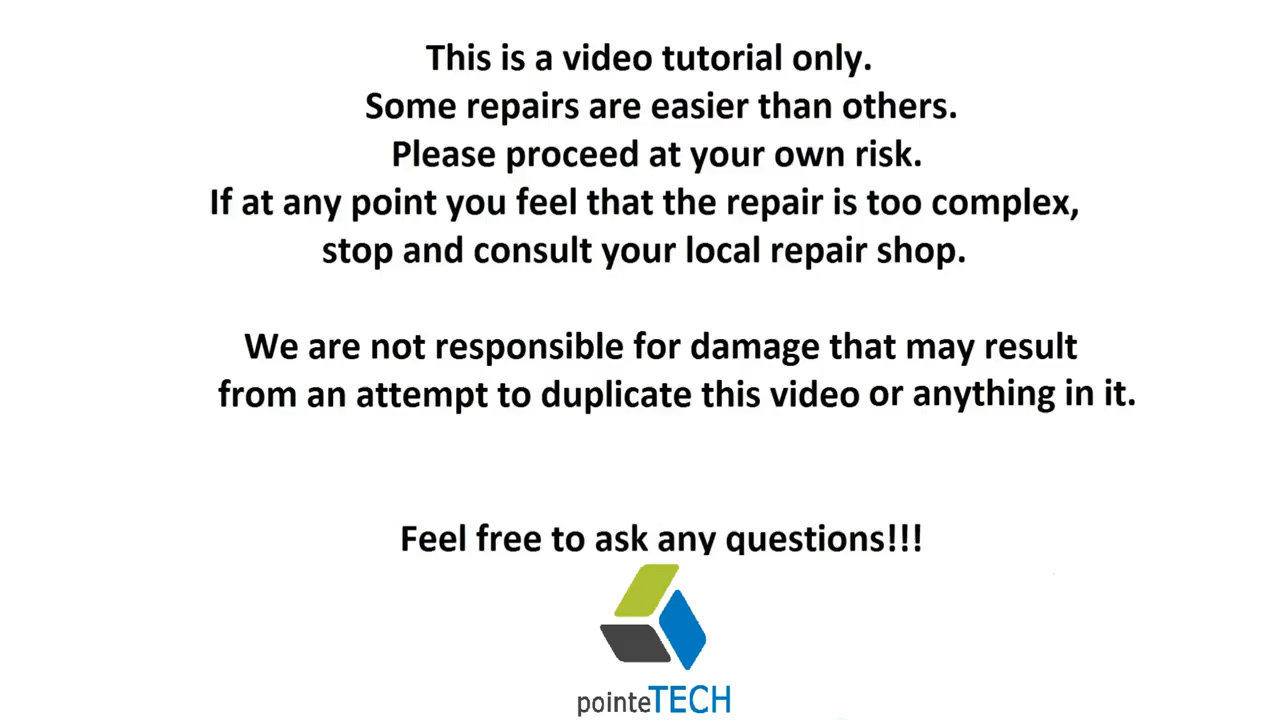 This is a video tutorial only.
Some repairs are easier than others.
Please proceed at your own risk.
If at any point you feel that the repair is too complex,
stop and consult your local repair shop.
We are not responsible for damage that may result
from an attempt to duplicate this video or anything in it.
Feel free to ask any questions!!!
pointeTECH